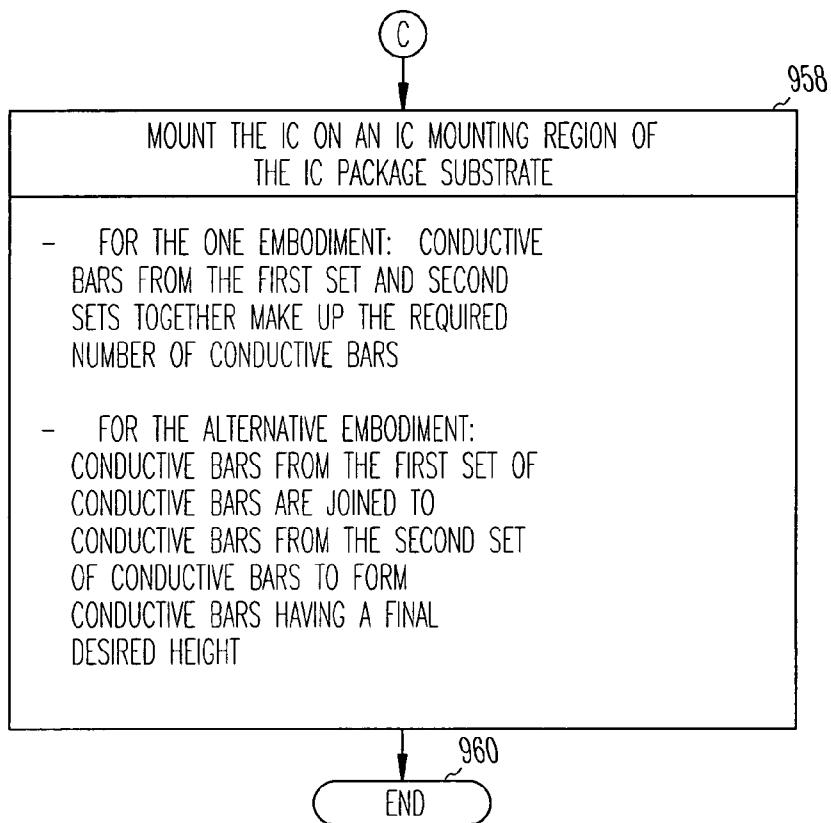 C
958
MOUNT THE IC ON AN IC MOUNTING REGION OF
THE IC PACKAGE SUBSTRATE
- FOR THE ONE EMBODIMENT: CONDUCTIVE
BARS FROM THE FIRST SET AND SECOND
SETS TOGETHER MAKE UP THE REQUIRED
NUMBER OF CONDUCTIVE BARS
- FOR THE ALTERNATIVE EMBODIMENT:
CONDUCTIVE BARS FROM THE FIRST SET OF
CONDUCTIVE BARS ARE JOINED TO
CONDUCTIVE BARS FROM THE SECOND SET
OF CONDUCTIVE BARS TO FORM
CONDUCTIVE BARS HAVING A FINAL
DESIRED HEIGHT
960
END